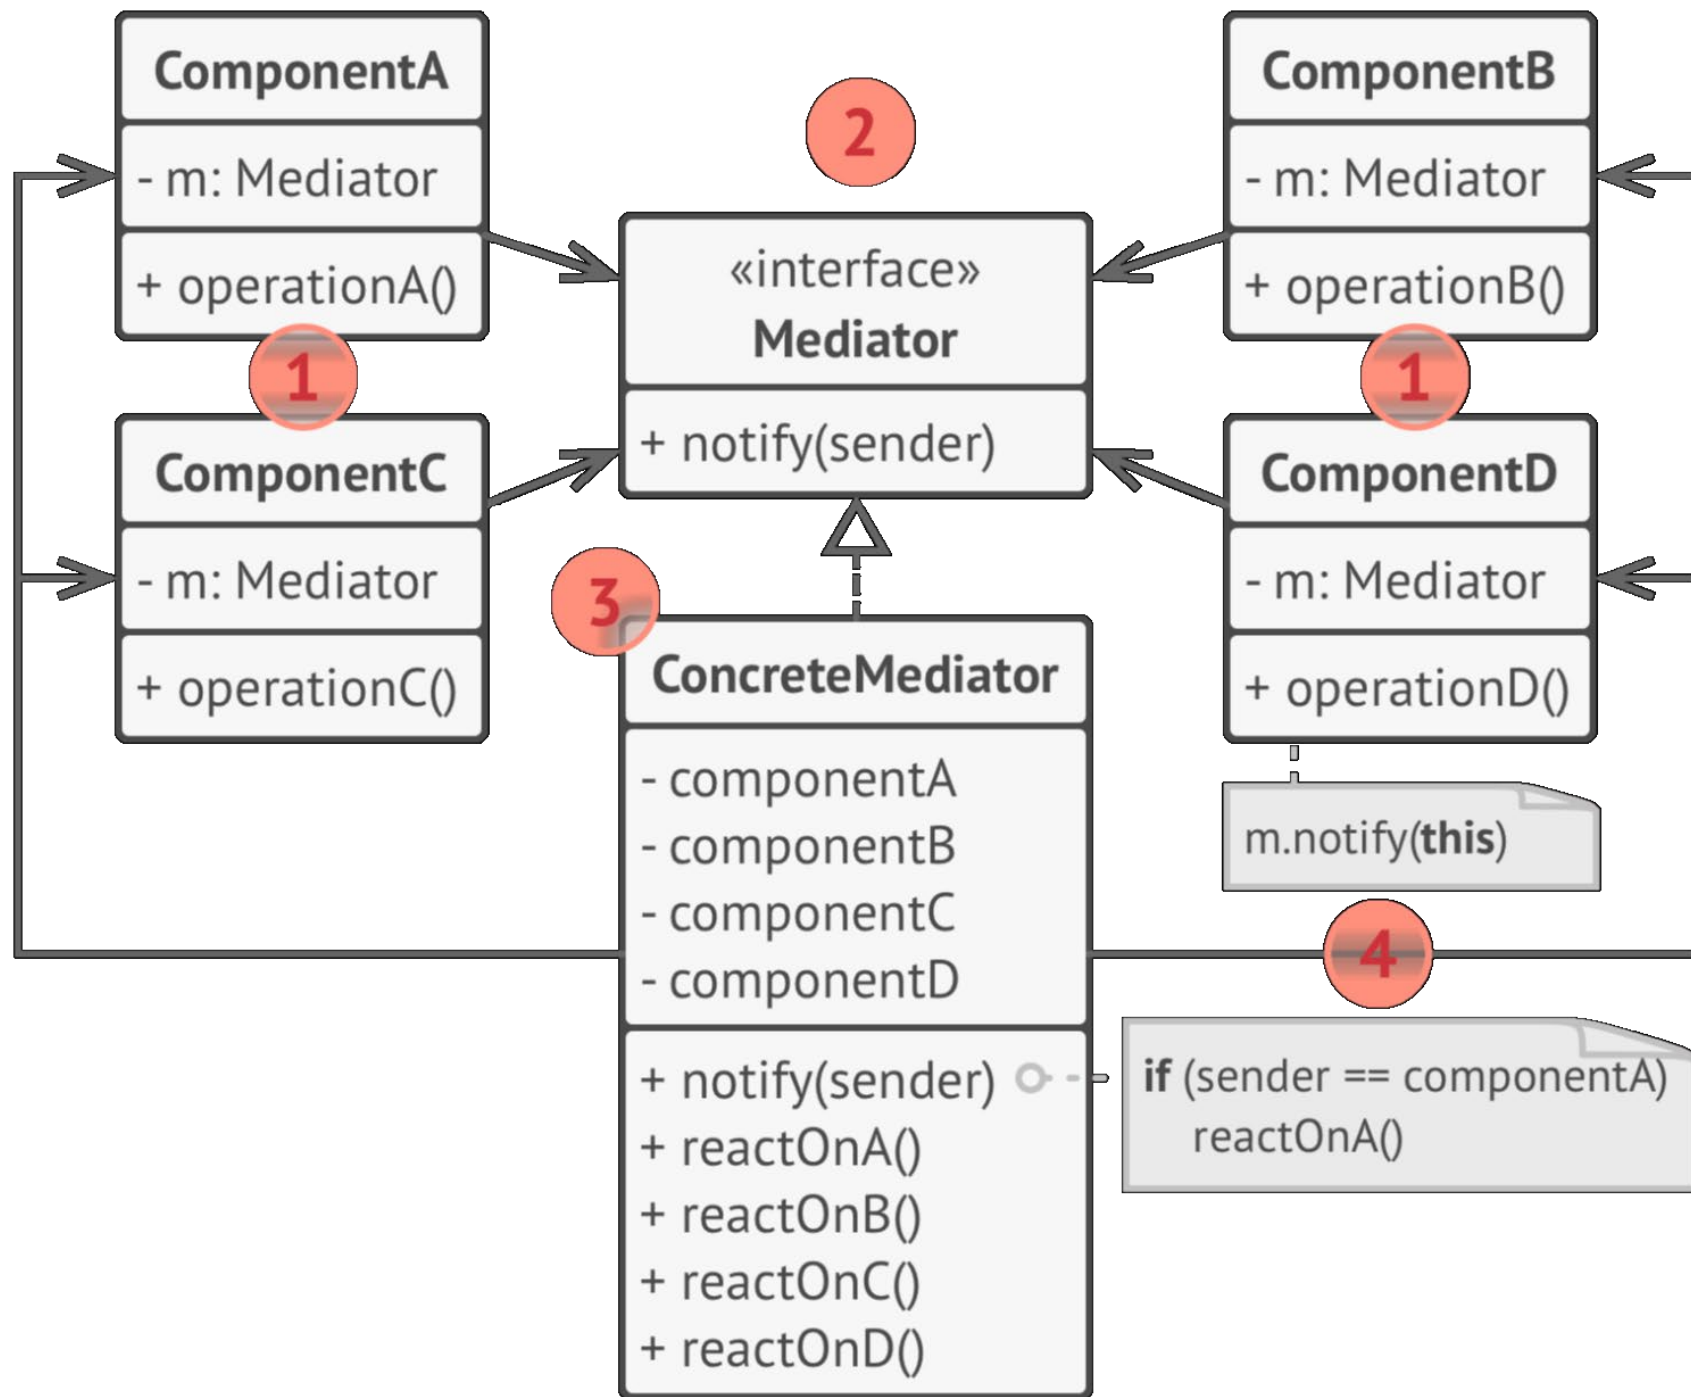 ComponentA
- m: Mediator
+ operationA()
1
ComponentC
- m: Mediator
+ operationC()
2
«interface»
Mediator
+ notify(sender)
3
ConcreteMediator
- componentA
- componentB
- componentC
- componentD
+ notify(sender)
+ reactOnA()
+ reactOnB()
+ reactOnC()
+ reactOnD()
ComponentB
- m: Mediator
+ operationB()
1
ComponentD
- m: Mediator
+ operationD()
m.notify(this)
4
if (sender == componentA)
reactOnA()